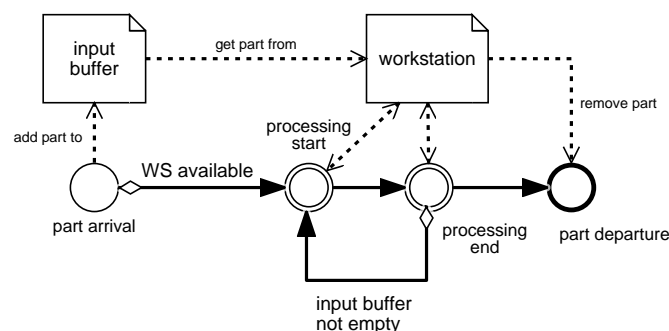 input
buffer
get part from
workstation
add part to
processing
start
remove part
WS available
part arrival
processing
end
part departure
input buffer
not empty